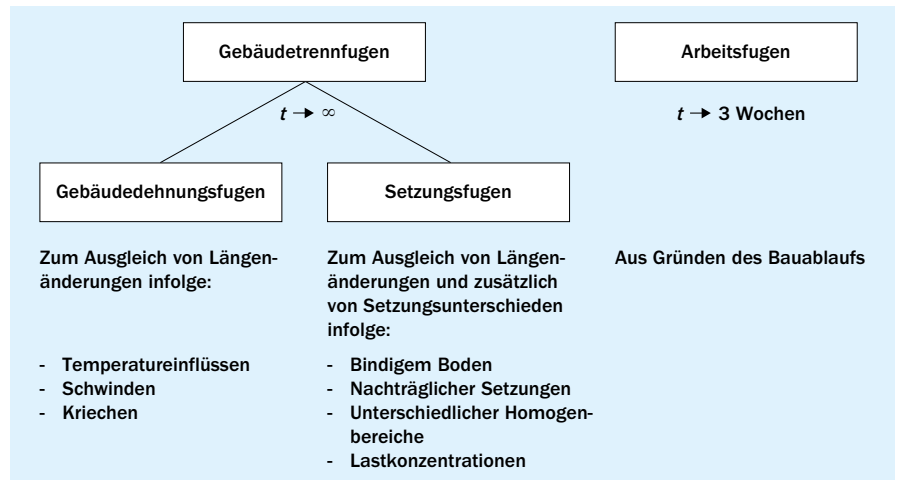 Gebäudetrennfugen
Arbeitsfugen
t → ∞
t → 3 Wochen
Gebäudedehnungsfugen
Setzungsfugen
Zum Ausgleich von Längen-
änderungen infolge:
- Temperatureinflüssen
- Schwinden
- Kriechen
Zum Ausgleich von Längen-
änderungen und zusätzlich
von Setzungsunterschieden
infolge:
- Bindigem Boden
- Nachträglicher Setzungen
- Unterschiedlicher Homogen-
bereiche
- Lastkonzentrationen
Aus Gründen des Bauablaufs